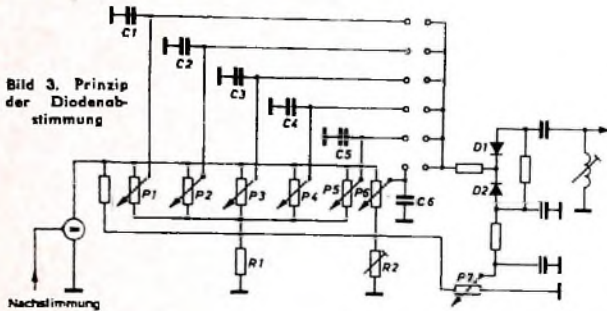 C1
C2
C3
C4
C5
Bild 3. Prinzip
der Diodenab-
stimmung
P1 P2 P3 P4 P5 P6
C6
D1
D2
R1 R2
P7
Nachstimmung